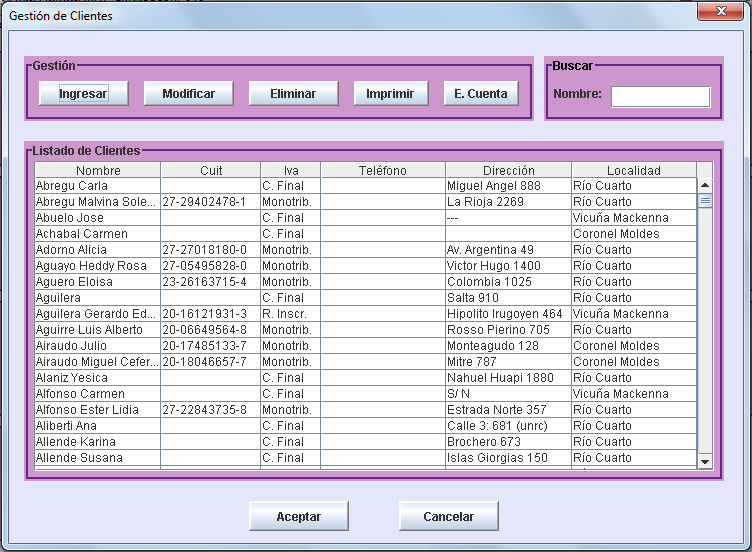 Gestión de Clientes
Gestión
Buscar
Ingresar Modificar Eliminar Imprimir E. Cuenta
Nombre:
Listado de Clientes
Nombre Cuit Iva Teléfono Dirección Localidad
Abregu Carla C. Final Miguel Angel 888 Río Cuarto
Abregu Malvina Sole... 27-29402478-1 Monotrib. La Rioja 2269 Río Cuarto
Abuelo Jose C. Final --- Vicuña Mackenna
Achabal Carmen C. Final Coronel Moldes
Adorno Alicia 27-27018180-0 Monotrib. Av. Argentina 49 Río Cuarto
Aguayo Heddy Rosa 27-05495828-0 Monotrib. Victor Hugo 1400 Río Cuarto
Aguero Eloisa 23-26163715-4 Monotrib. Colombia 1025 Río Cuarto
Aguilera C. Final Salta 910 Río Cuarto
Aguilera Gerardo Ed... 20-16121931-3 R. Inscr. Hipolito Irugoyen 464 Vicuña Mackenna
Aguirre Luis Alberto 20-06649564-8 Monotrib. Rosso Pierino 705 Río Cuarto
Airaudo Julio 20-17485133-7 Monotrib. Monteagudo 128 Coronel Moldes
Airaudo Miguel Cefer... 20-18046657-7 Monotrib. Mitre 787 Coronel Moldes
Alaniz Yesica C. Final Nahuel Huapi 1880 Río Cuarto
Alfonso Carmen C. Final S/ N Vicuña Mackenna
Alfonso Ester Lidia 27-22843735-8 Monotrib. Estrada Norte 357 Río Cuarto
Aliberti Ana C. Final Calle 3: 681 (unrc) Río Cuarto
Allende Karina C. Final Brochero 673 Río Cuarto
Allende Susana C. Final Islas Giorgias 150 Río Cuarto
Aceptar Cancelar